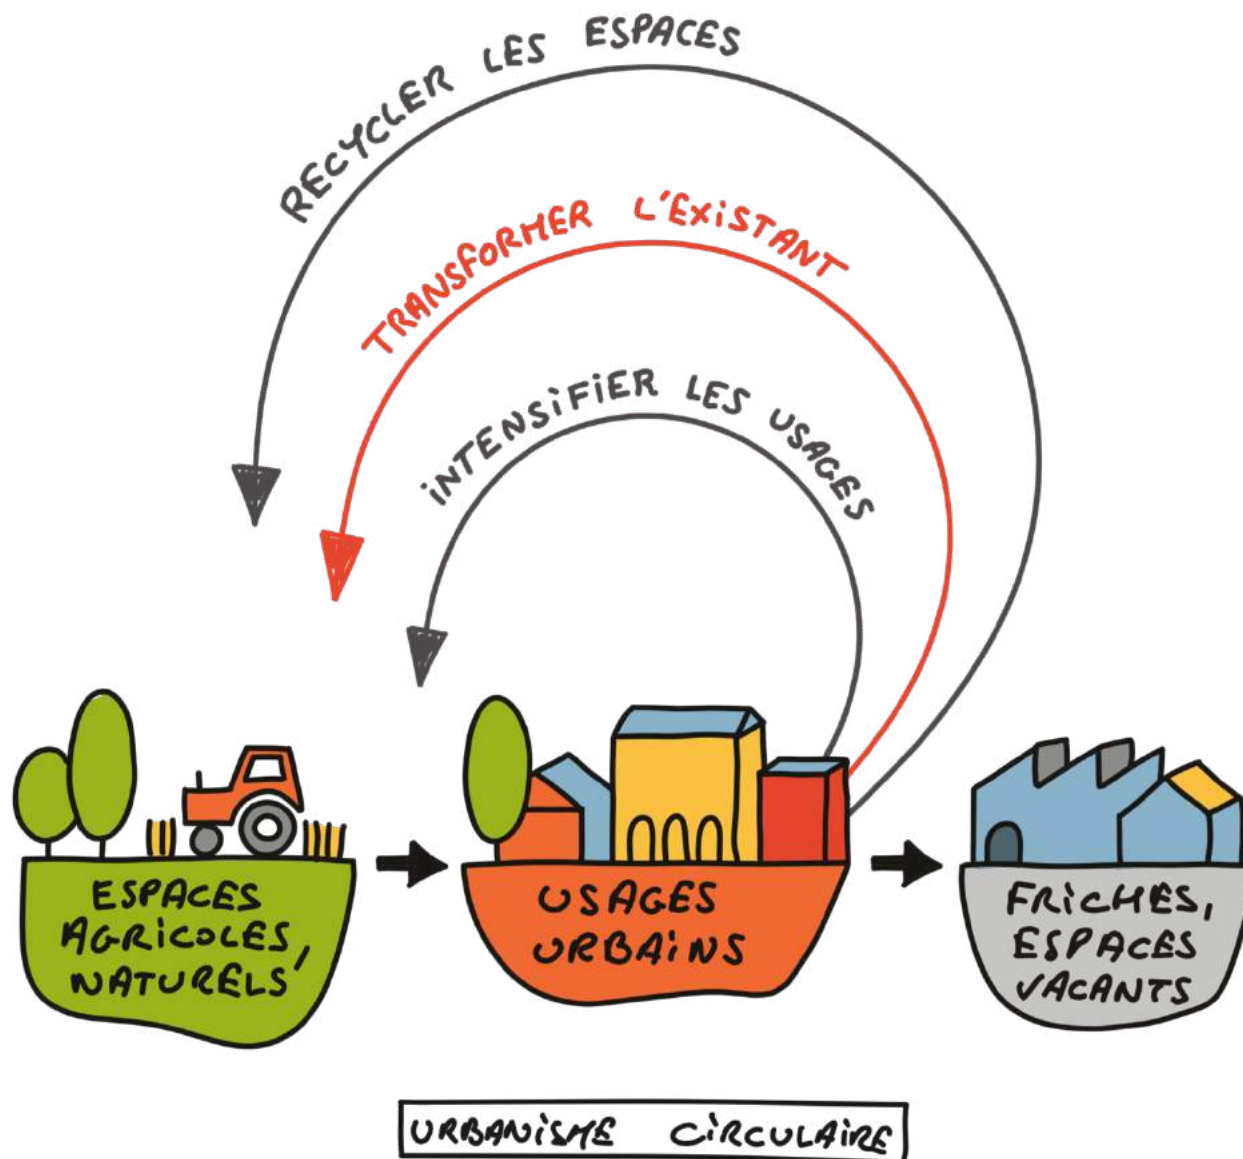 RECYCLER LES ESPACES
TRANSFORMER L'EXISTANT
INTENSIFIER LES USAGES
ESPACES
AGRICOLES,
NATURELS
USAGES
URBAINS
FRICHES,
ESPACES
VACANTS
URBANISME CIRCULAIRE